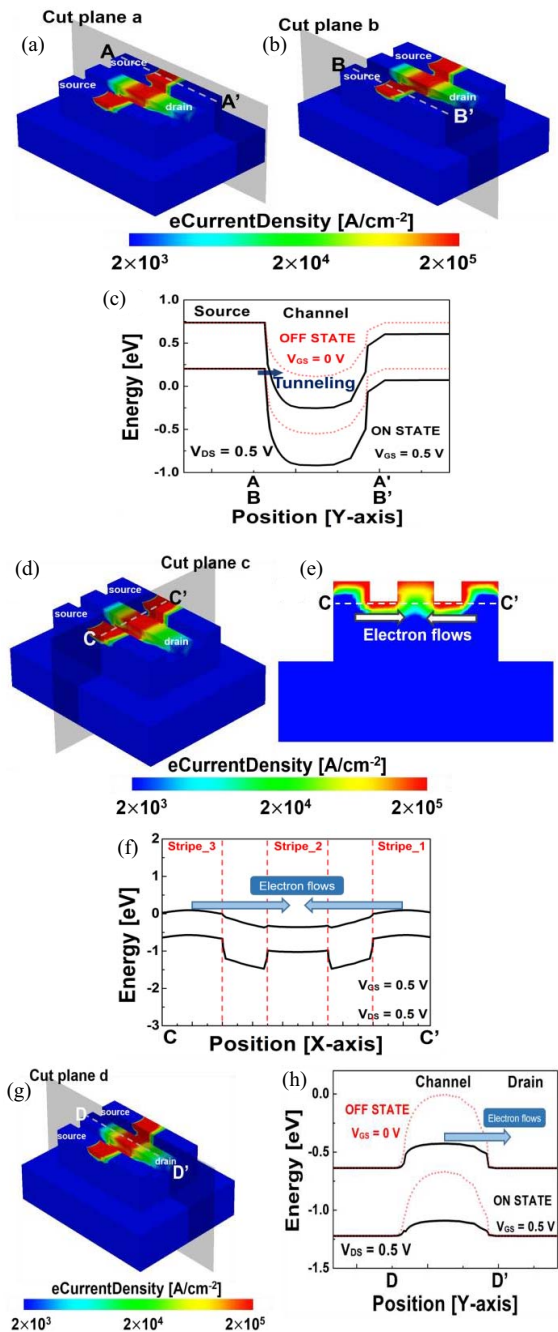 Cut plane a
(a)
A
source
source
A'
drain
Cut plane b
(b)
B
source
source
drain
B'
eCurrentDensity [A/cm-2]
2×10³ 2×10⁴ 2×10⁵
(c)
Source Channel
OFF STATE
VGS = 0 V
Tunneling
VDS = 0.5 V
ON STATE
VGS = 0.5 V
1.0
0.5
0.0
-0.5
-1.0
Energy [eV]
A A'
B B'
Position [Y-axis]
(d)
Cut plane c
source
source
C'
C
drain
(e)
C C'
Electron flows
eCurrentDensity [A/cm-2]
2×10³ 2×10⁴ 2×10⁵
(f)
Stripe_3 Stripe_2 Stripe_1
Electron flows
VGS = 0.5 V
VDS = 0.5 V
2
1
0
-1
-2
-3
Energy [eV]
C Position [X-axis] C'
(g)
Cut plane d
D
source
source
drain
D'
eCurrentDensity [A/cm-2]
2×10³ 2×10⁴ 2×10⁵
(h)
Channel Drain
OFF STATE
VGS = 0 V
Electron flows
ON STATE
VGS = 0.5 V
VDS = 0.5 V
0.0
-0.5
-1.0
-1.5
Energy [eV]
D D'
Position [Y-axis]